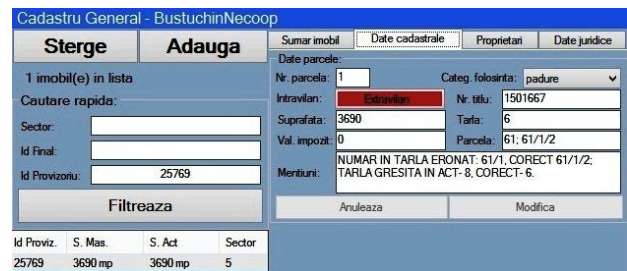 Cadastru General - BustuchinNecoop
Sterge
Adauga
1 imobil(e) in lista
Cautare rapida:
Sector:
Id Final:
Id Provizoriu: 25769
Filtreaza
Id Proviz. S. Mas. S. Act Sector
25769 3690 mp 3690 mp 5
Sumar imobil Date cadastrale Proprietari Date juridice
Date parcele:
Nr. parcela: 1 Categ. folosinta: padure
Intravilan: Extravilan Nr. titlu: 1501667
Suprafata: 3690 Tarla: 6
Val. impozit: 0 Parcela: 61; 61/1/2
Mentiuni: NUMAR IN TARLA ERONAT: 61/1, CORECT 61/1/2;
TARLA GRESITA IN ACT- 8, CORECT- 6.
Anuleaza Modifica